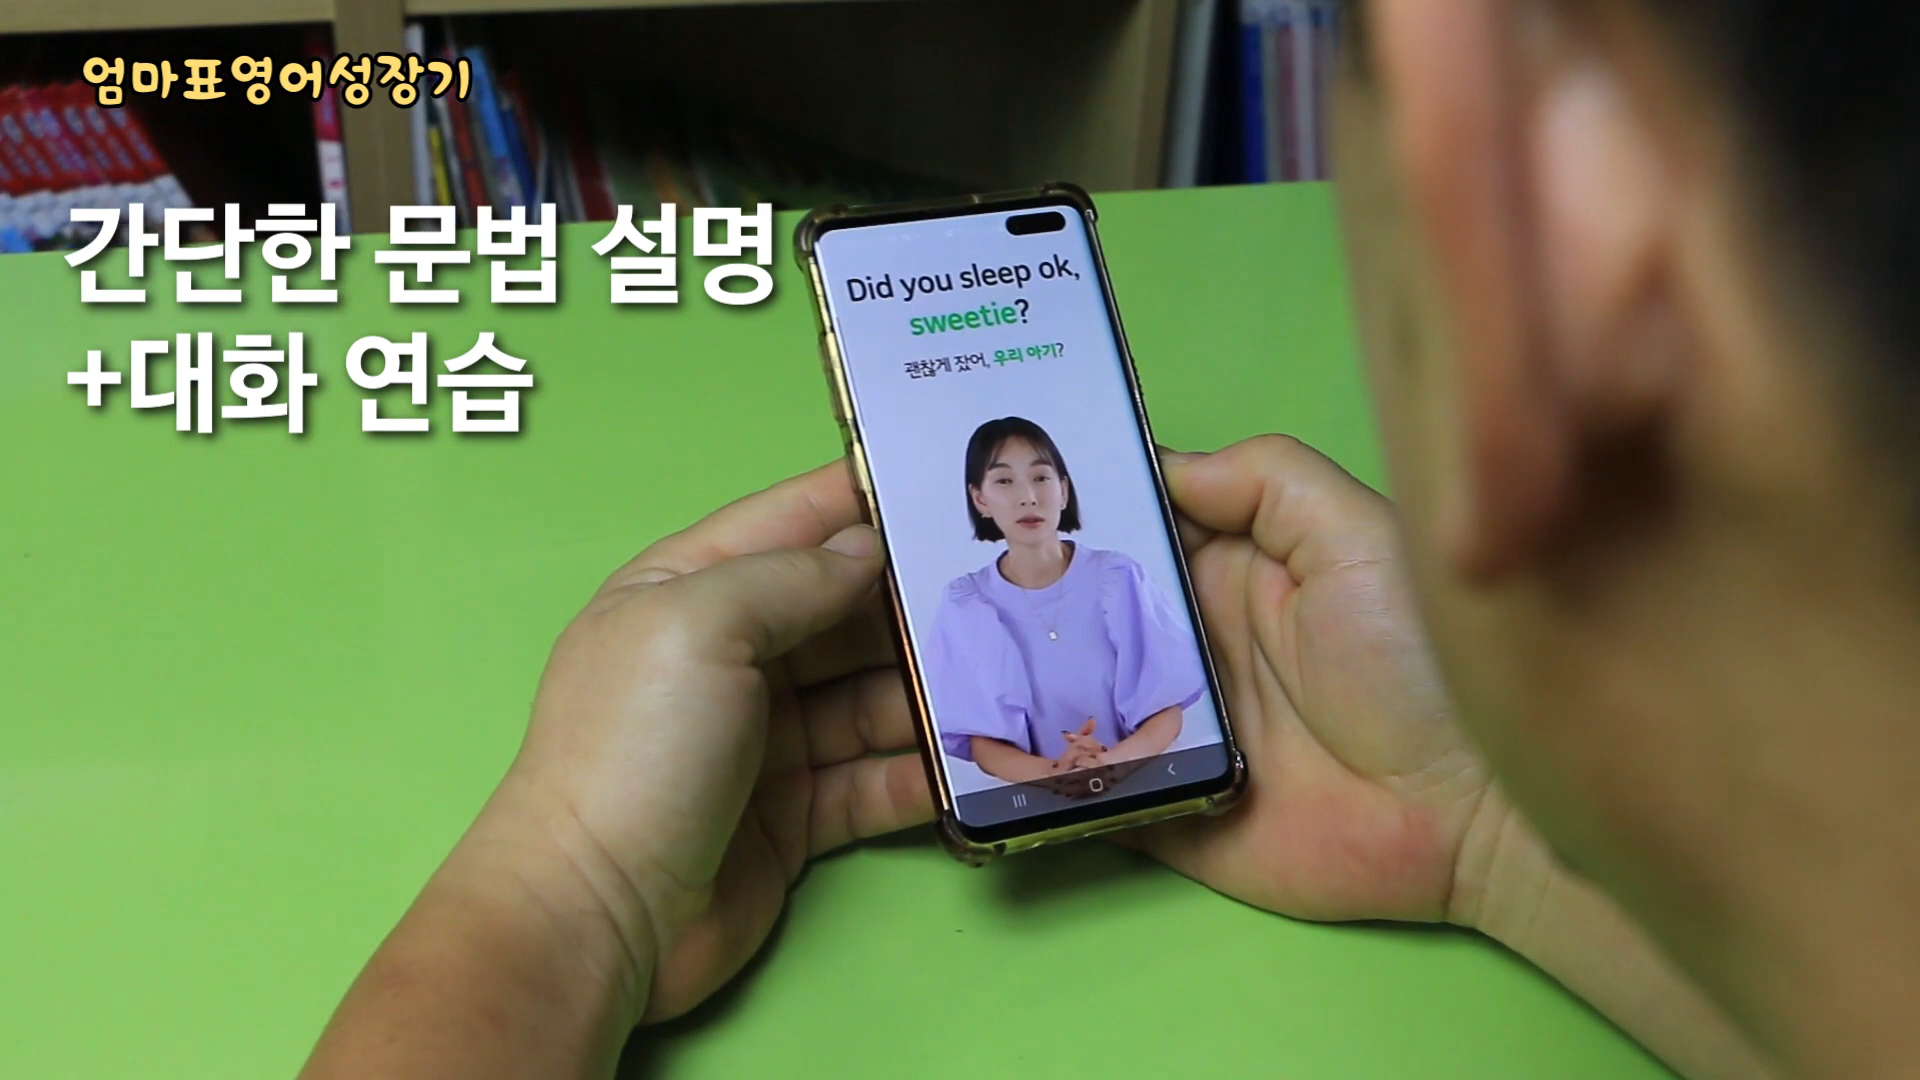 엄마표영어성장기
간단한 문법 설명
+대화 연습
Did you sleep ok,
sweetie?
괜찮게 잤어, 우리 아기?